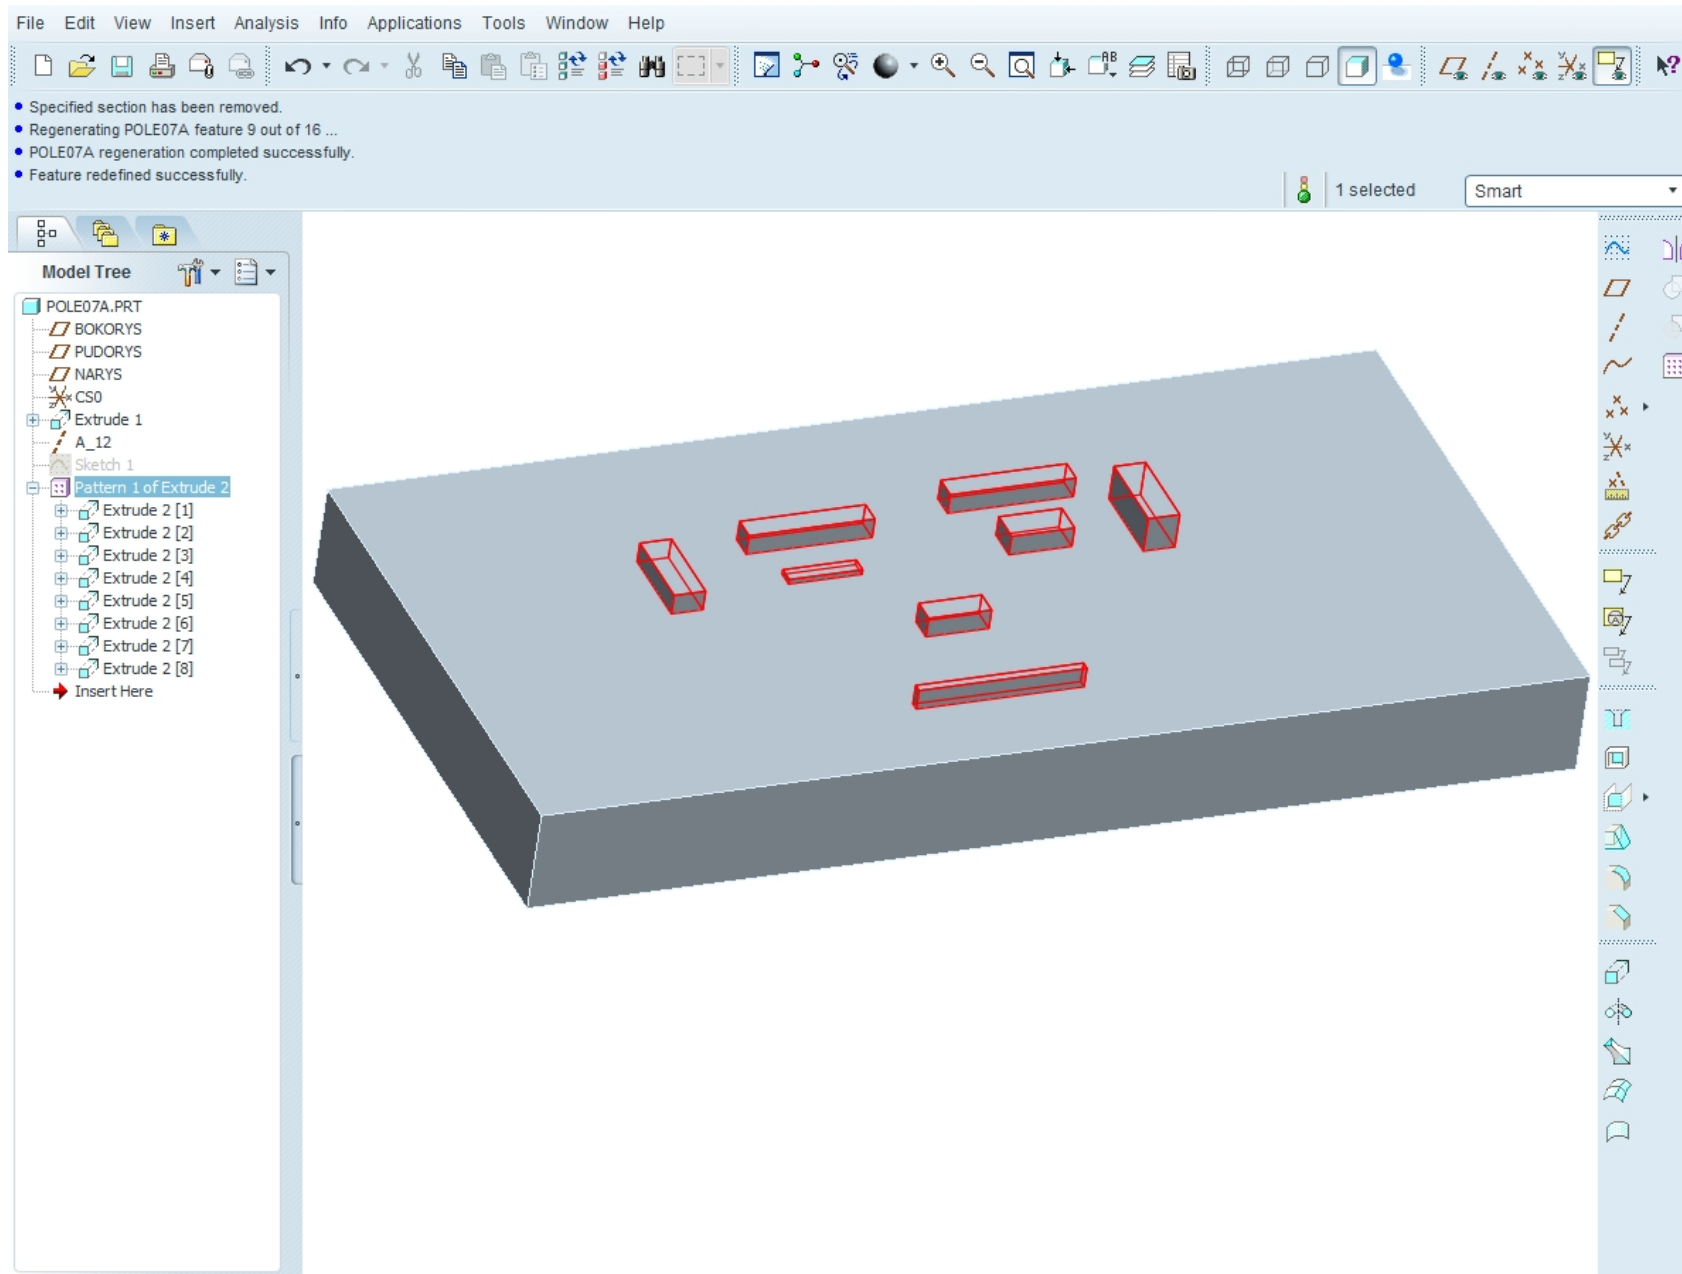 File Edit View Insert Analysis Info Applications Tools Window Help
Specified section has been removed.
Regenerating POLE07A feature 9 out of 16 ...
POLE07A regeneration completed successfully.
Feature redefined successfully.
1 selected Smart
Model Tree
POLE07A.PRT
BOKORYS
PUDORYS
NARYS
CS0
Extrude 1
A_12
Sketch 1
Pattern 1 of Extrude 2
Extrude 2 [1]
Extrude 2 [2]
Extrude 2 [3]
Extrude 2 [4]
Extrude 2 [5]
Extrude 2 [6]
Extrude 2 [7]
Extrude 2 [8]
Insert Here